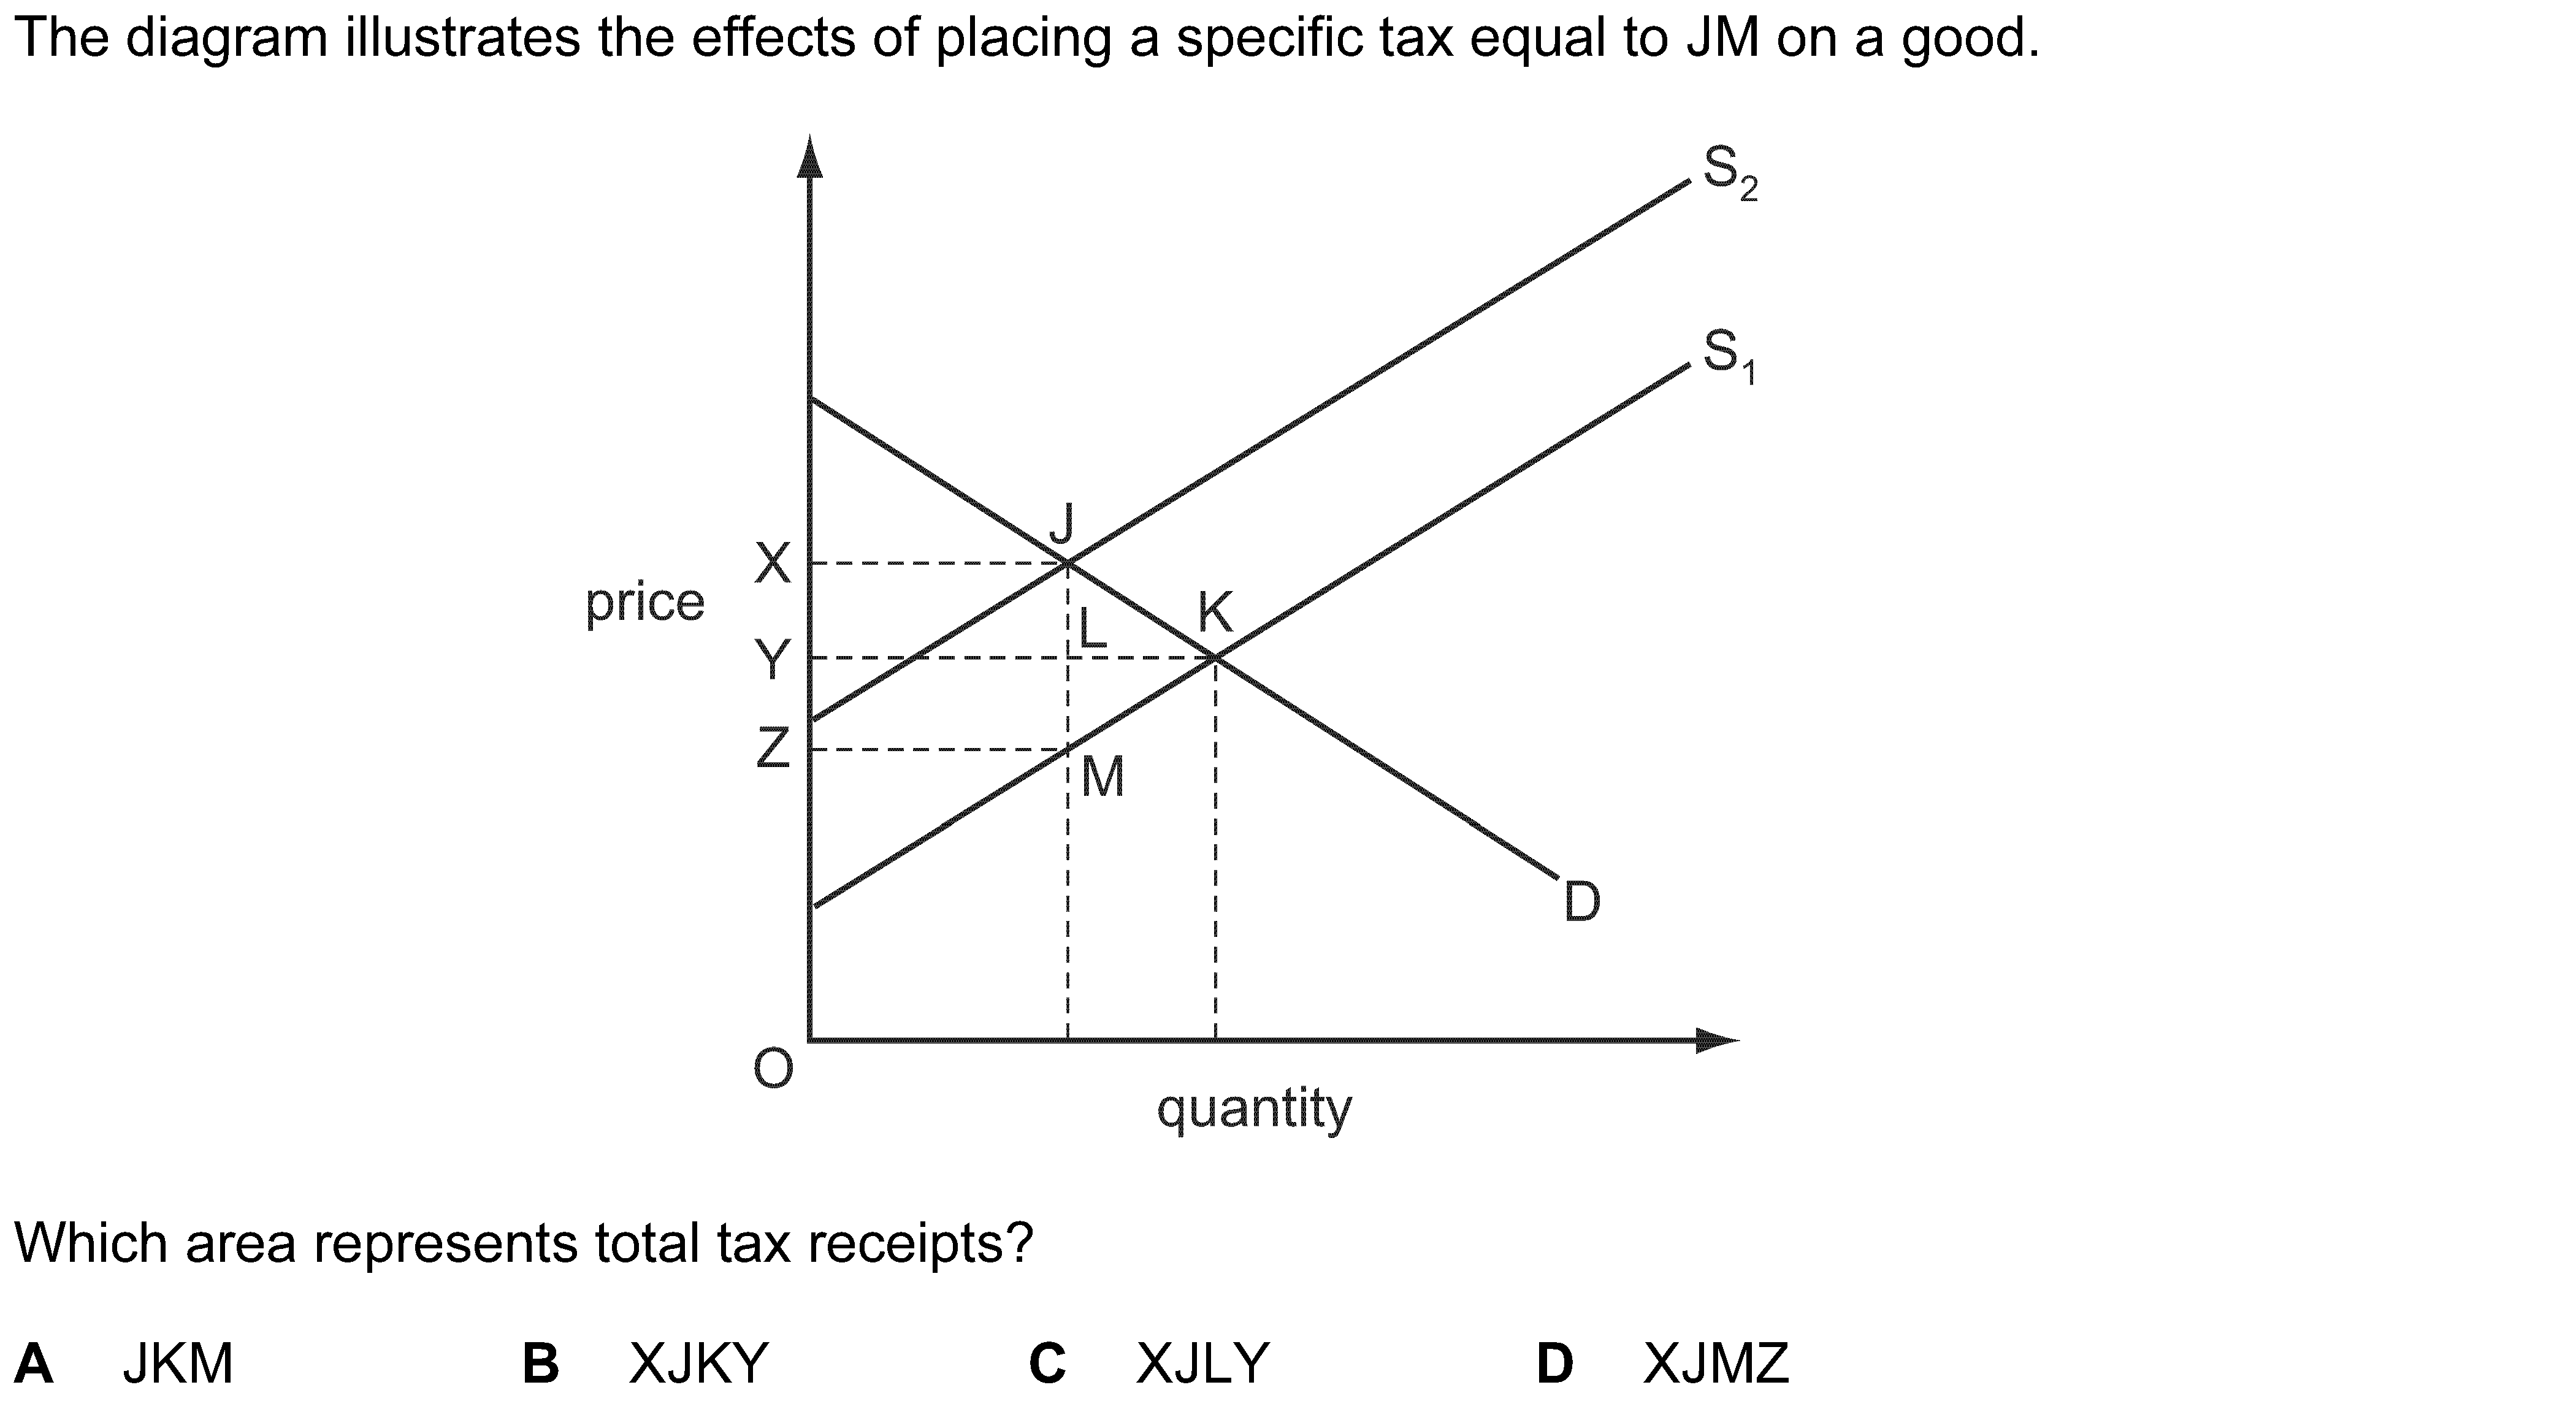 The diagram illustrates the effects of placing a specific tax equal to JM on a good.
S₂
S₁
J
X
price
K
L
Y
Z
M
D
O
quantity
Which area represents total tax receipts?
A JKM B XJKY C XJLY D XJMZ